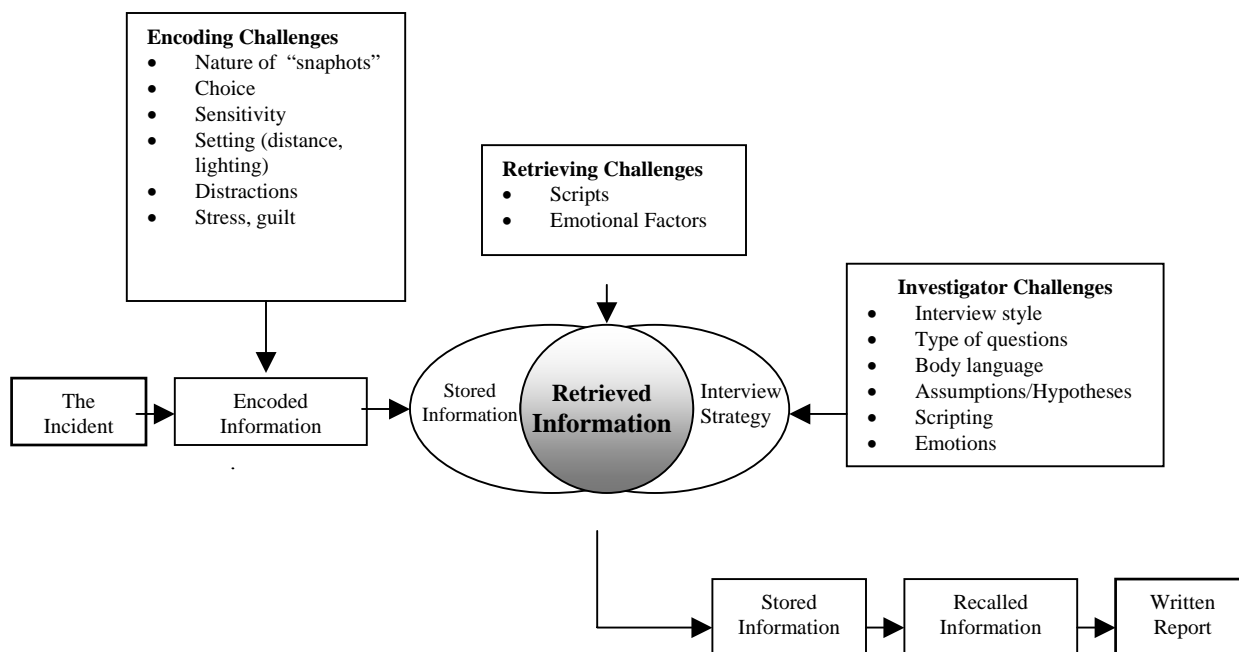 Encoding Challenges
• Nature of “snaphots”
• Choice
• Sensitivity
• Setting (distance,
lighting)
• Distractions
• Stress, guilt
Retrieving Challenges
• Scripts
• Emotional Factors
Investigator Challenges
• Interview style
• Type of questions
• Body language
• Assumptions/Hypotheses
• Scripting
• Emotions
The
Incident
Encoded
Information
.
Stored
Information
Retrieved
Information
Interview
Strategy
Stored
Information
Recalled
Information
Written
Report